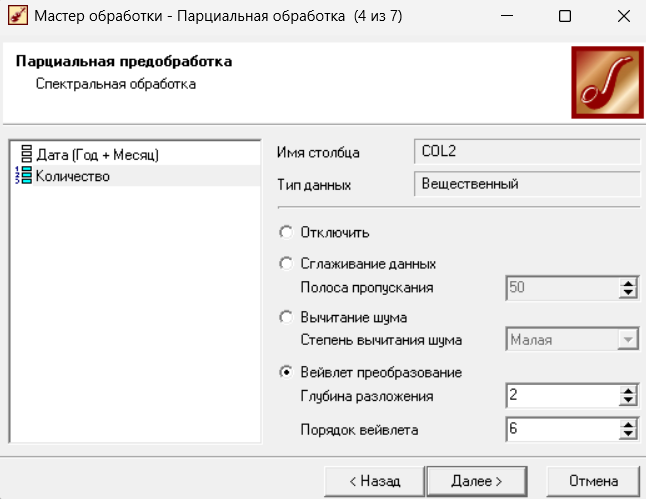 Мастер обработки - Парциальная обработка (4 из 7)
Парциальная предобработка
Спектральная обработка
Дата (Год + Месяц)
Количество
Имя столбца COL2
Тип данных Вещественный
Отключить
Сглаживание данных
Полоса пропускания 50
Вычитание шума
Степень вычитания шума Малая
Вейвлет преобразование
Глубина разложения 2
Порядок вейвлета 6
< Назад Далее > Отмена